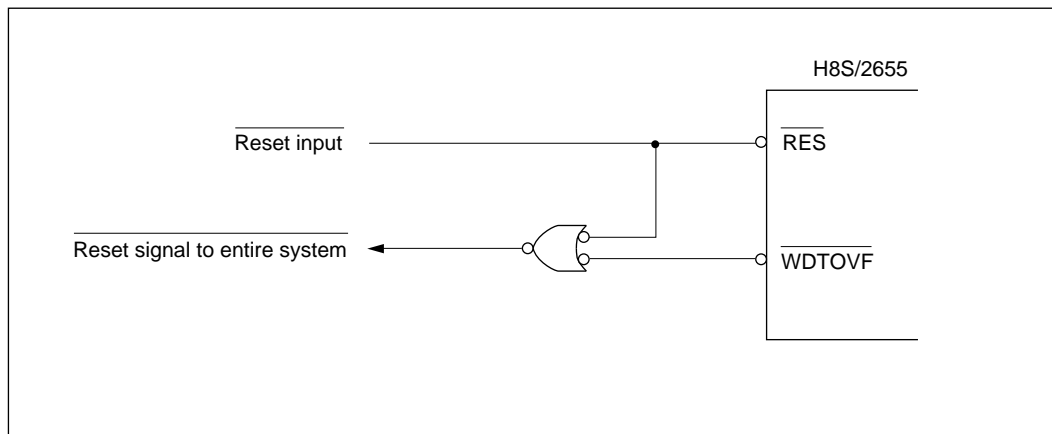 H8S/2655
Reset input
RES
Reset signal to entire system
WDTOVF